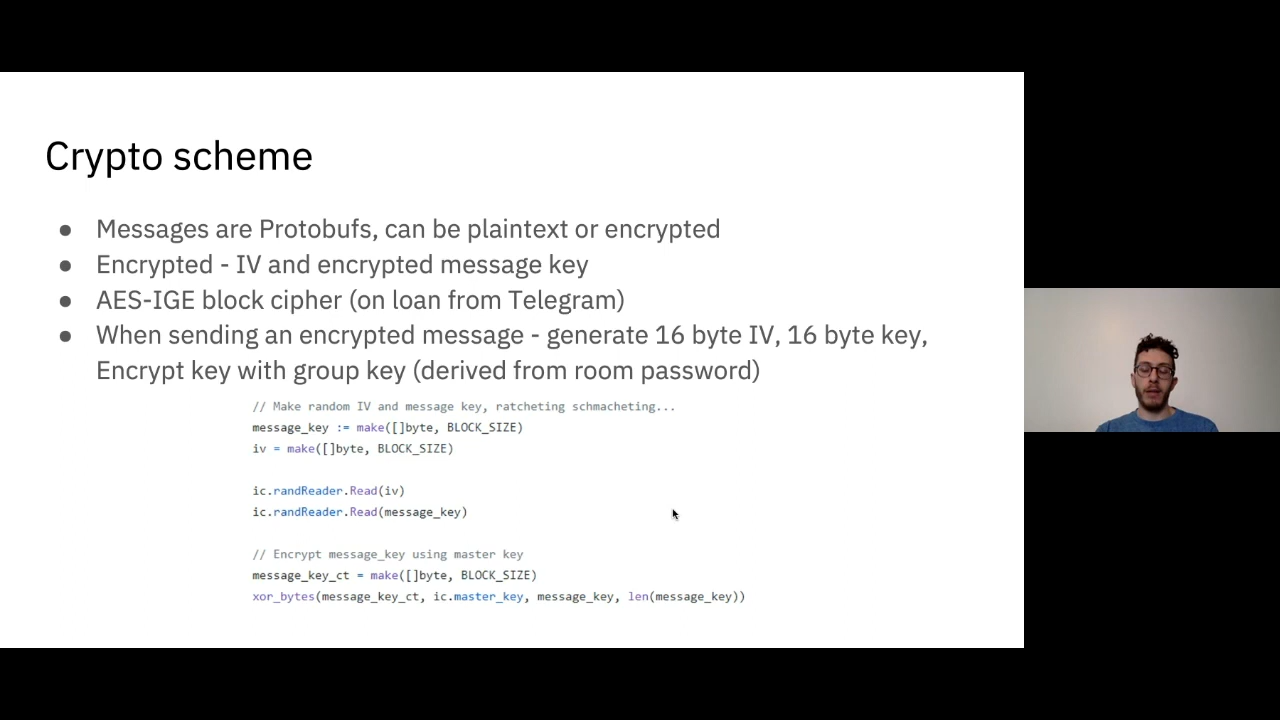 Crypto scheme
● Messages are Protobufs, can be plaintext or encrypted
● Encrypted - IV and encrypted message key
● AES-IGE block cipher (on loan from Telegram)
● When sending an encrypted message - generate 16 byte IV, 16 byte key,
Encrypt key with group key (derived from room password)
// Make random IV and message key, ratcheting schmacheting...
message_key := make([]byte, BLOCK_SIZE)
iv = make([]byte, BLOCK_SIZE)
ic.randReader.Read(iv)
ic.randReader.Read(message_key)
// Encrypt message_key using master key
message_key_ct = make([]byte, BLOCK_SIZE)
xor_bytes(message_key_ct, ic.master_key, message_key, len(message_key))